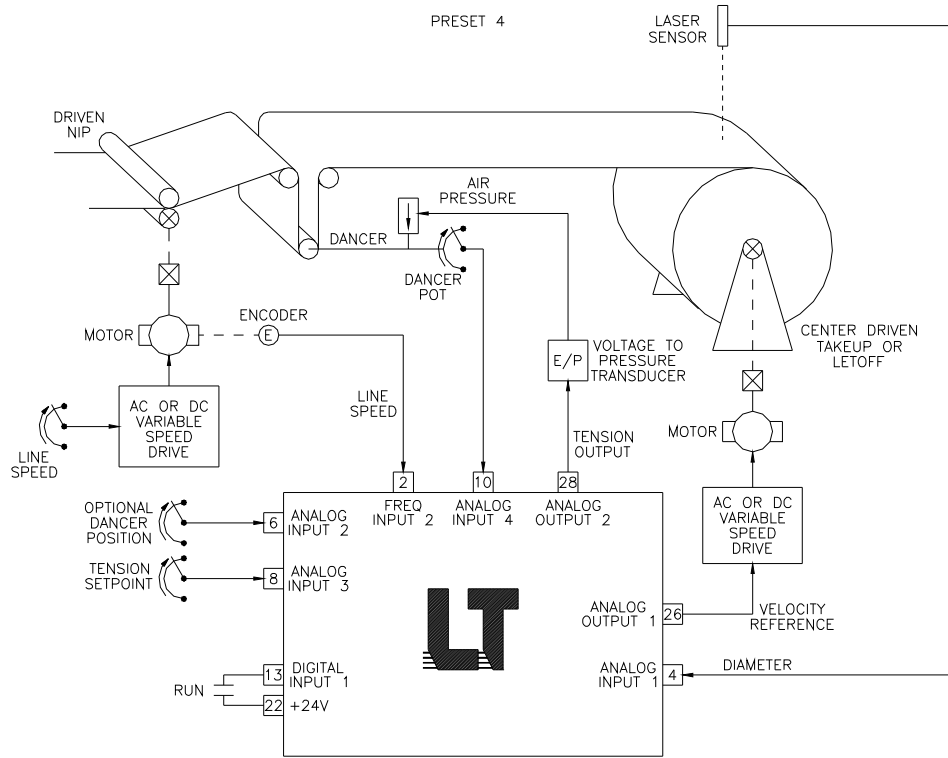 PRESET 4
LASER
SENSOR
DRIVEN
NIP
AIR
PRESSURE
DANCER
DANCER
POT
MOTOR
ENCODER
E
CENTER DRIVEN
TAKEUP OR
LETOFF
E/P
VOLTAGE TO
PRESSURE
TRANSDUCER
LINE
SPEED
AC OR DC
VARIABLE
SPEED
DRIVE
LINE
SPEED
TENSION
OUTPUT
MOTOR
2
10
28
FREQ
INPUT 2
ANALOG
INPUT 4
ANALOG
OUTPUT 2
OPTIONAL
DANCER
POSITION
6
ANALOG
INPUT 2
AC OR DC
VARIABLE
SPEED
DRIVE
TENSION
SETPOINT
8
ANALOG
INPUT 3
LT
ANALOG
OUTPUT 1
26
VELOCITY
REFERENCE
RUN
13
DIGITAL
INPUT 1
22
+24V
ANALOG
INPUT 1
4
DIAMETER